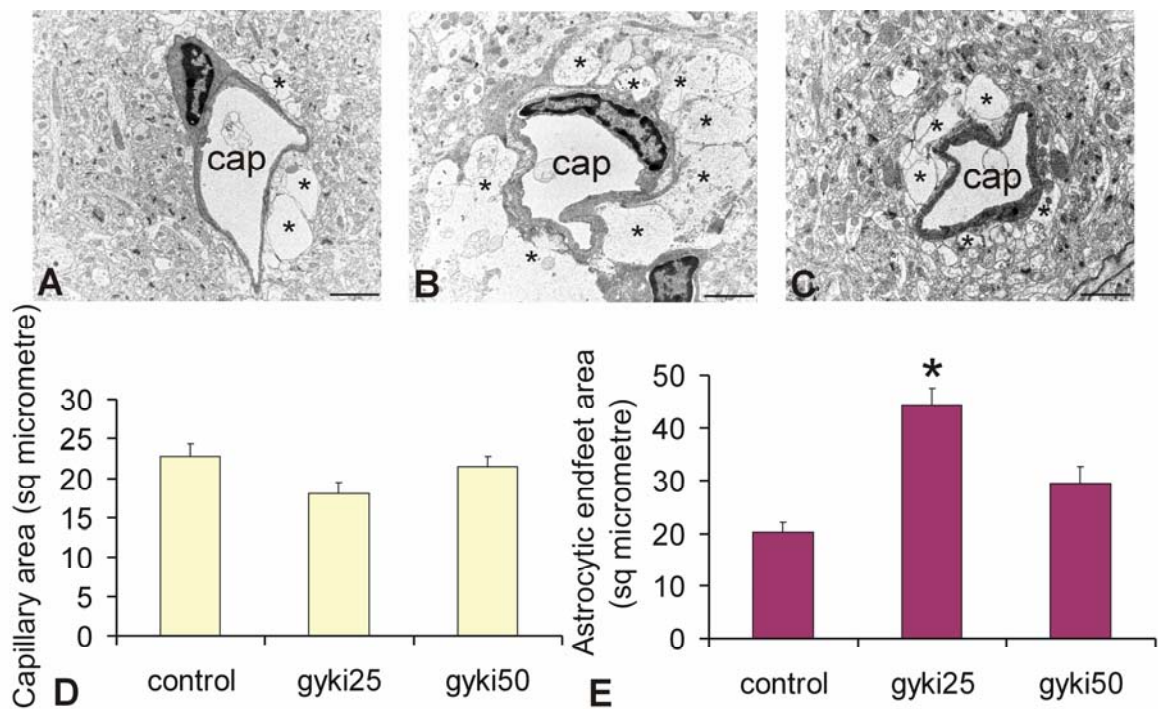 *
cap
*
*
A
*
*
*
cap
*
*
*
*
*
B
*
*
cap
*
*
*
C
Capillary area (sq micrometre)
30
25
20
15
10
5
0
control
gyki25
gyki50
D
Astrocytic endfeet area
(sq micrometre)
50
40
30
20
10
0
*
control
gyki25
gyki50
E